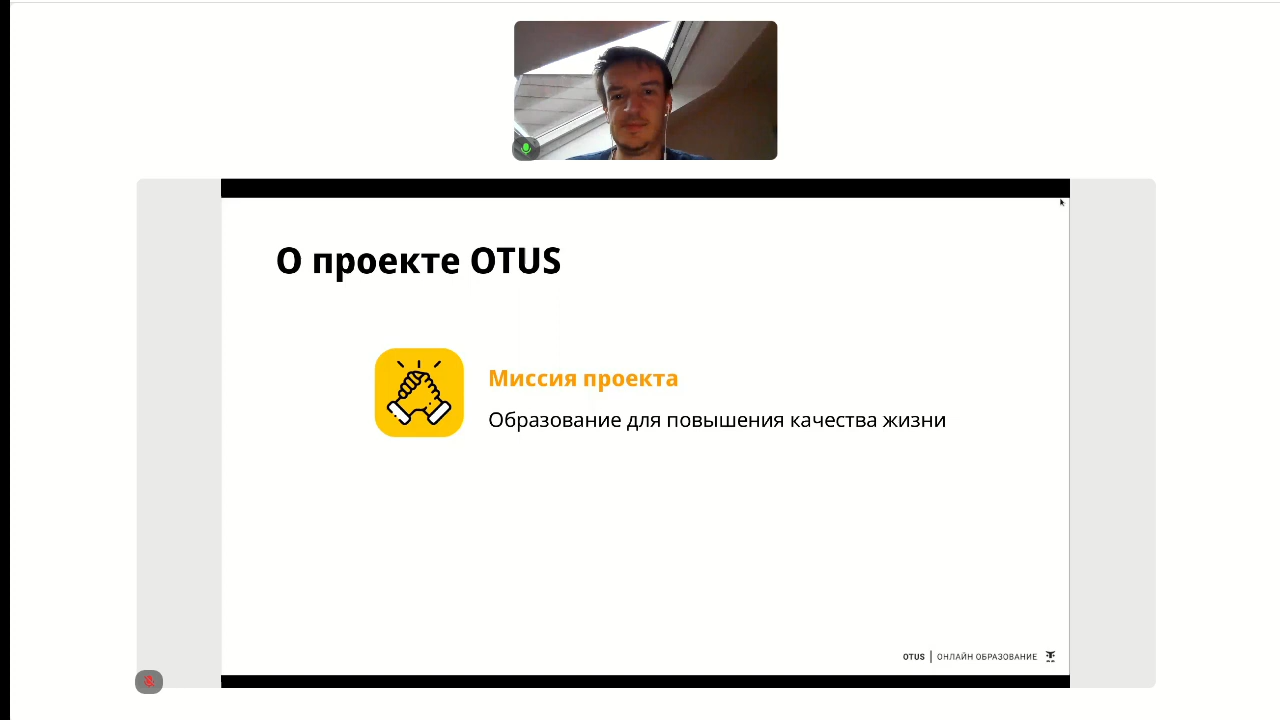 О проекте OTUS
Миссия проекта
Образование для повышения качества жизни
OTUS | ОНЛАЙН ОБРАЗОВАНИЕ